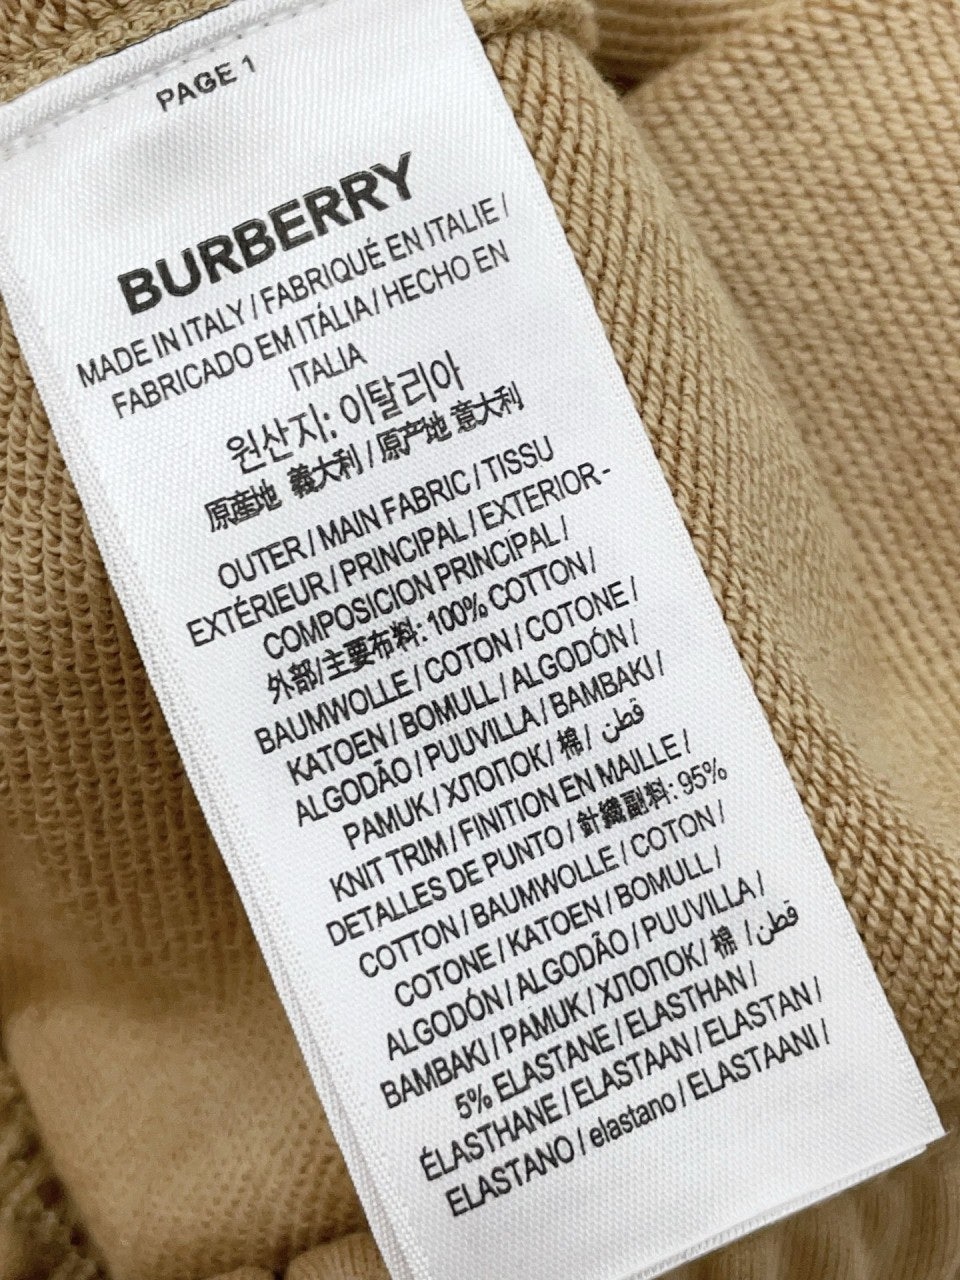 PAGE 1
BURBERRY
MADE IN ITALY / FABRIQUÉ EN ITALIE /
FABRICADO EM ITÁLIA / HECHO EN
ITALIA
원산지: 이탈리아
原産地 義大利 / 原产地 意大利
OUTER / MAIN FABRIC / TISSU
EXTÉRIEUR / PRINCIPAL / EXTERIOR -
COMPOSICION PRINCIPAL /
外部/主要布料: 100% COTTON /
BAUMWOLLE / COTON / COTONE /
KATOEN / BOMULL / ALGODÓN /
ALGODÃO / PUUVILLA / BAMBAKI /
PAMUK / ХЛОПОК / 棉 / قطن
KNIT TRIM / FINITION EN MAILLE /
DETALLES DE PUNTO / 針織副料: 95%
COTTON / BAUMWOLLE / COTON /
COTONE / KATOEN / BOMULL /
ALGODÓN / ALGODÃO / PUUVILLA /
BAMBAKI / PAMUK / ХЛОПОК / 棉 / قطن
5% ELASTANE / ELASTHAN /
ÉLASTHANE / ELASTAAN / ELASTAN /
ELASTANO / elastano / ELASTAANI /